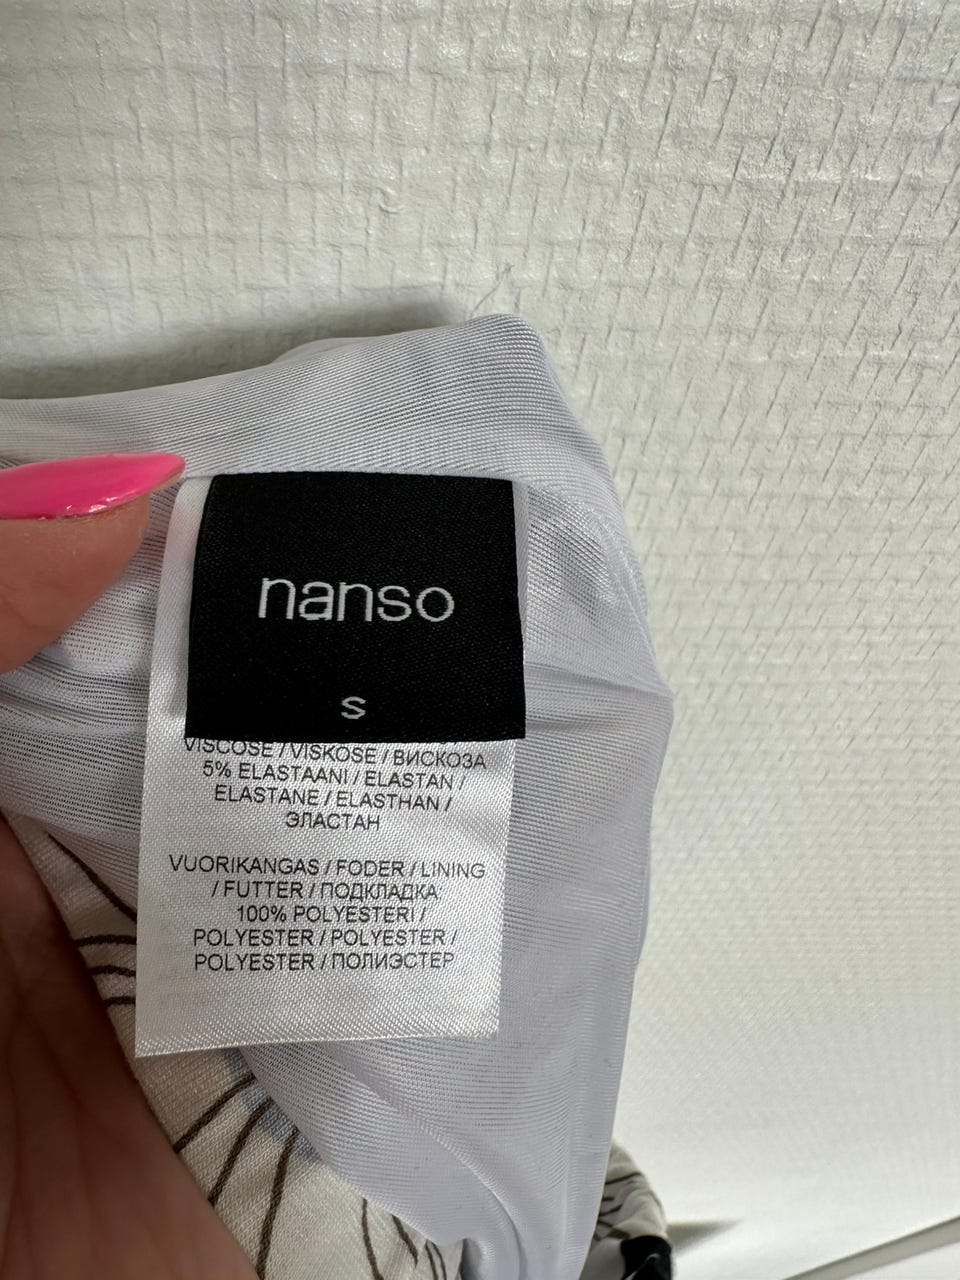 nanso
S
VISCOSE / VISKOSE / ВИСКОЗА
5% ELASTAANI / ELASTAN /
ELASTANE / ELASTHAN /
ЭЛАСТАН
VUORIKANGAS / FODER / LINING
/ FUTTER / ПОДКЛАДКА
100% POLYESTERI /
POLYESTER / POLYESTER /
POLYESTER / ПОЛИЭСТЕР